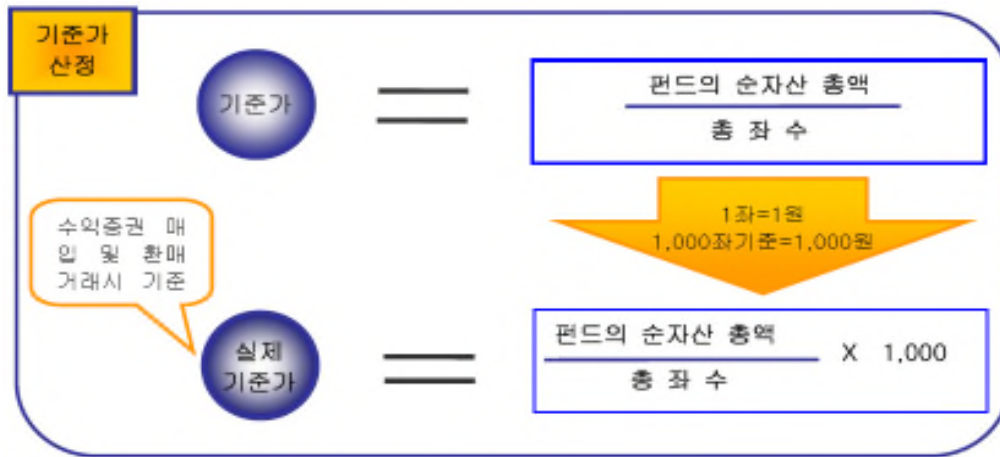 기준가
산정
기준가
펀드의 순자산 총액
총 좌 수
1좌=1원
1,000좌기준=1,000원
수익증권 매
입 및 환매
거래시 기준
실제
기준가
펀드의 순자산 총액
총 좌 수
X 1,000